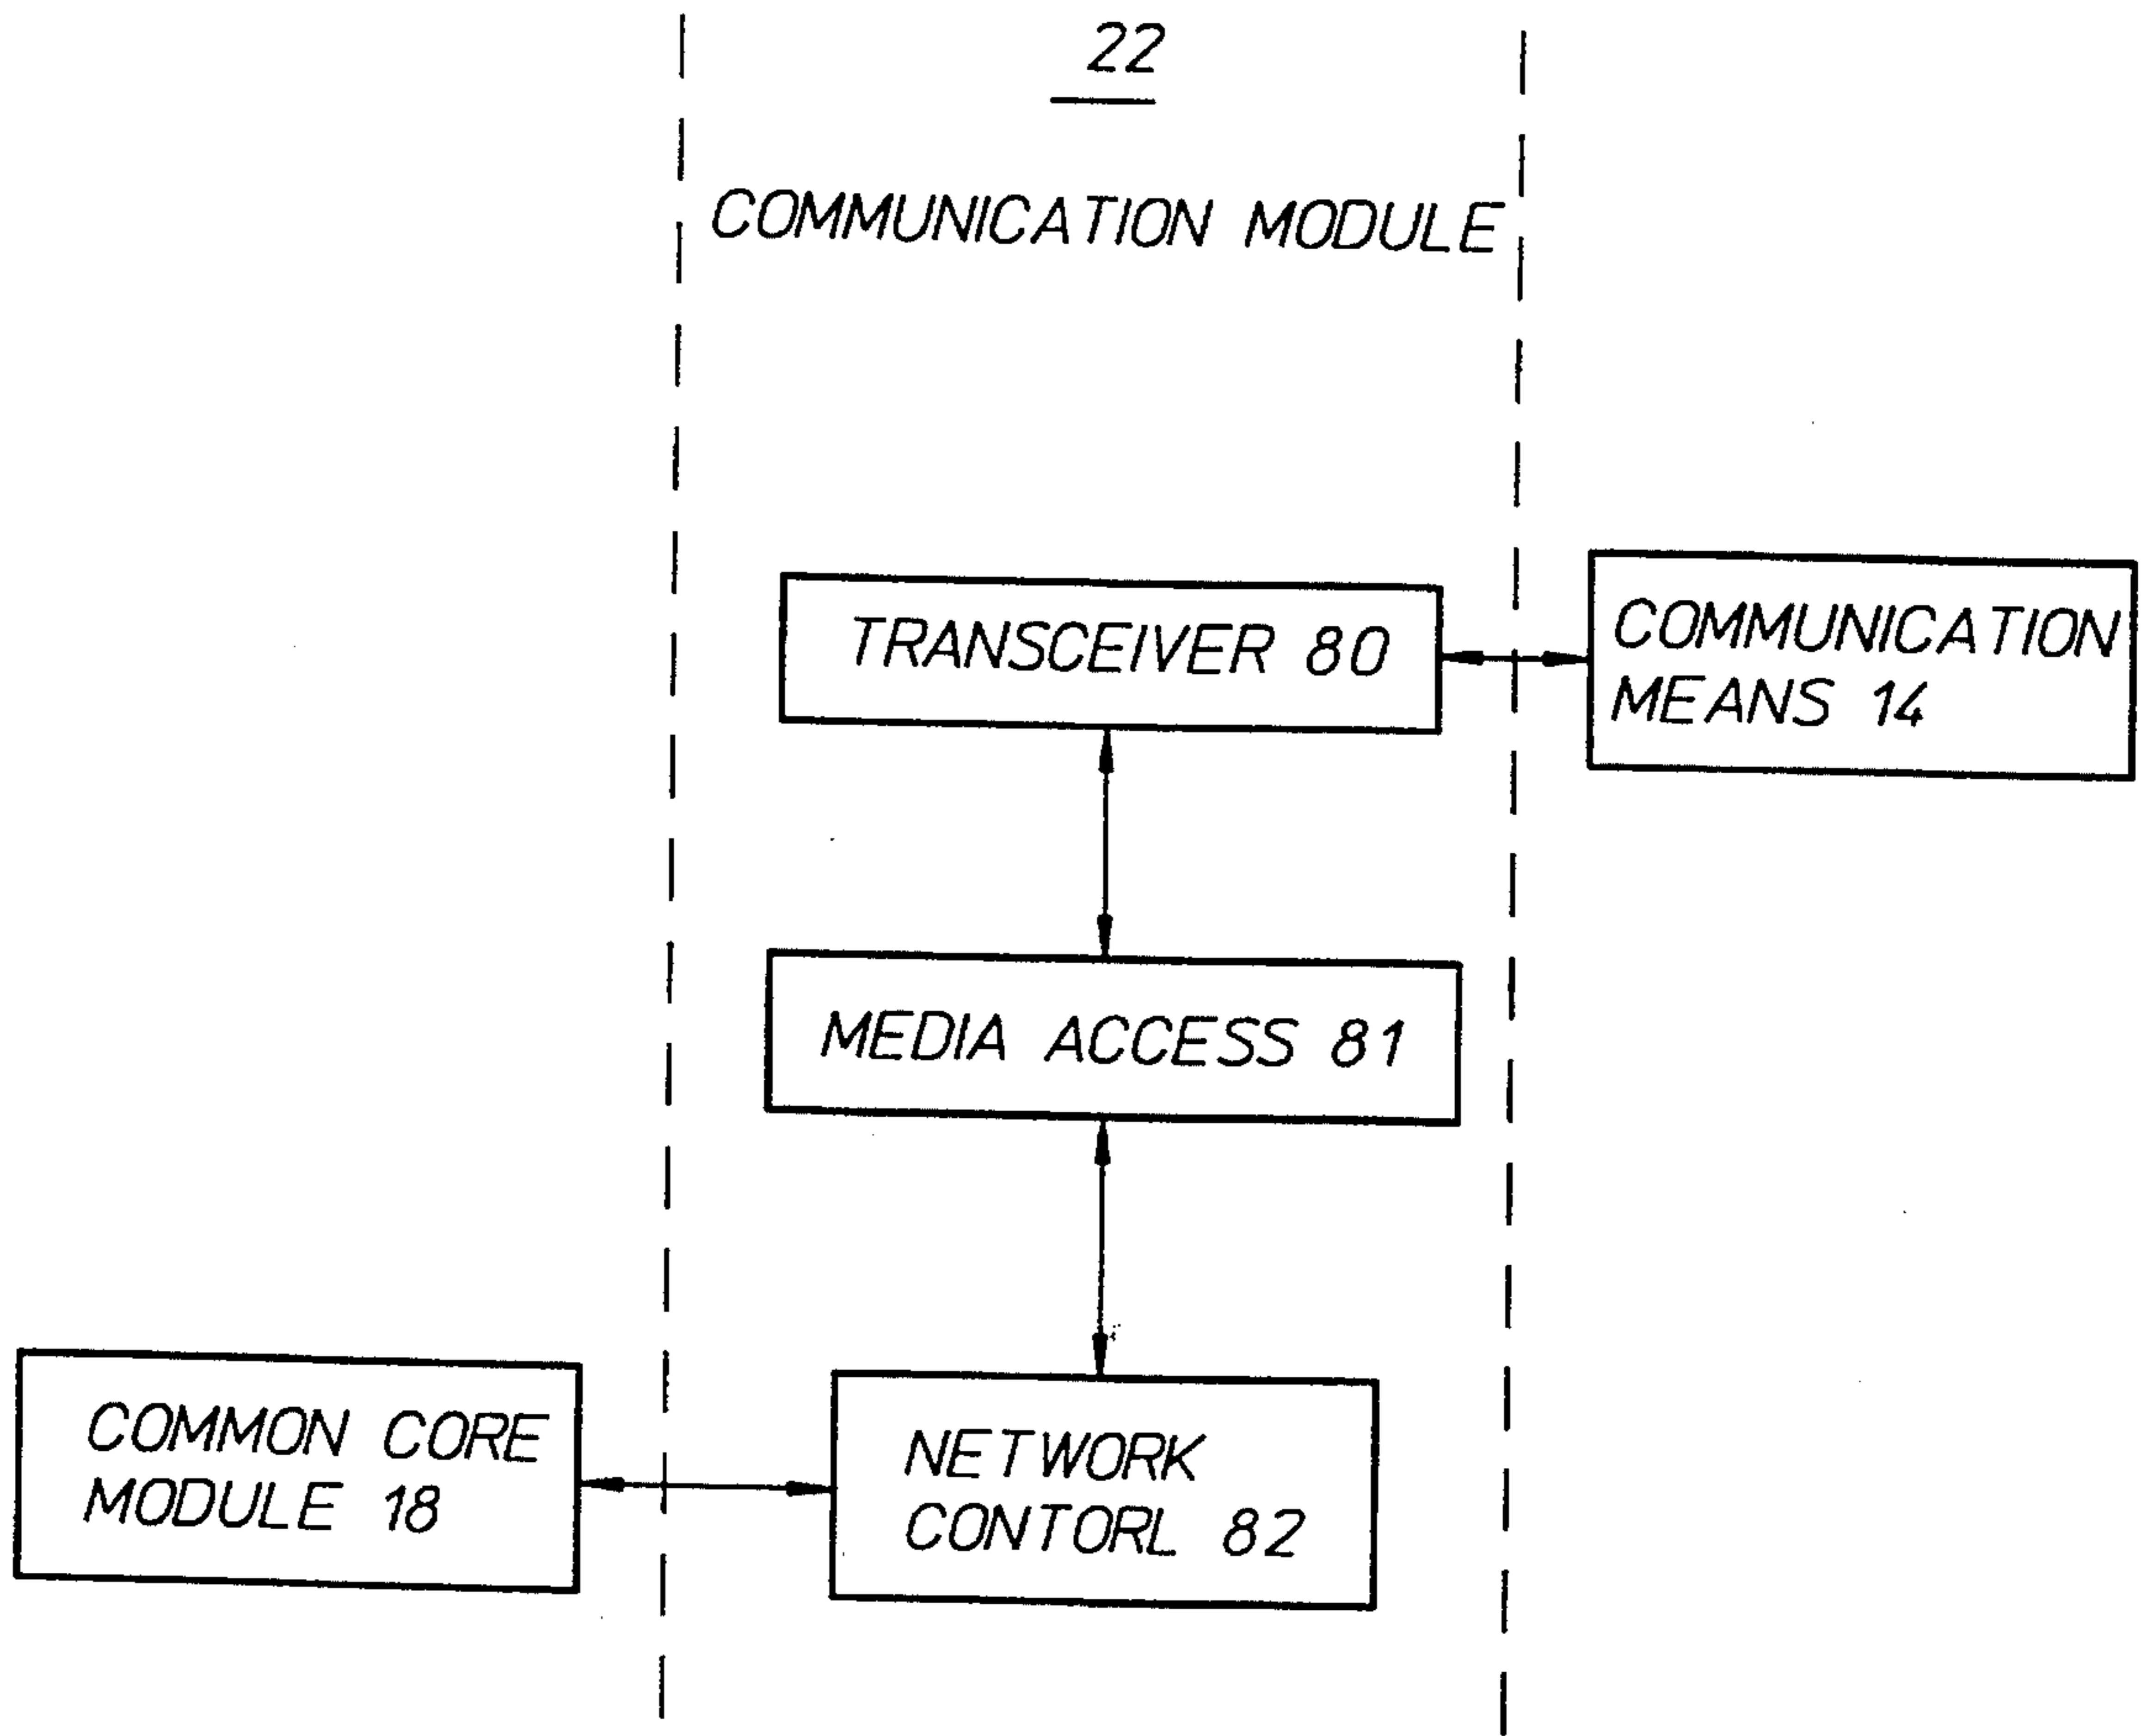 22
COMMUNICATION MODULE
TRANSCEIVER 80
COMMUNICATION
MEANS 14
MEDIA ACCESS 81
COMMON CORE
MODULE 18
NETWORK
CONTORL 82